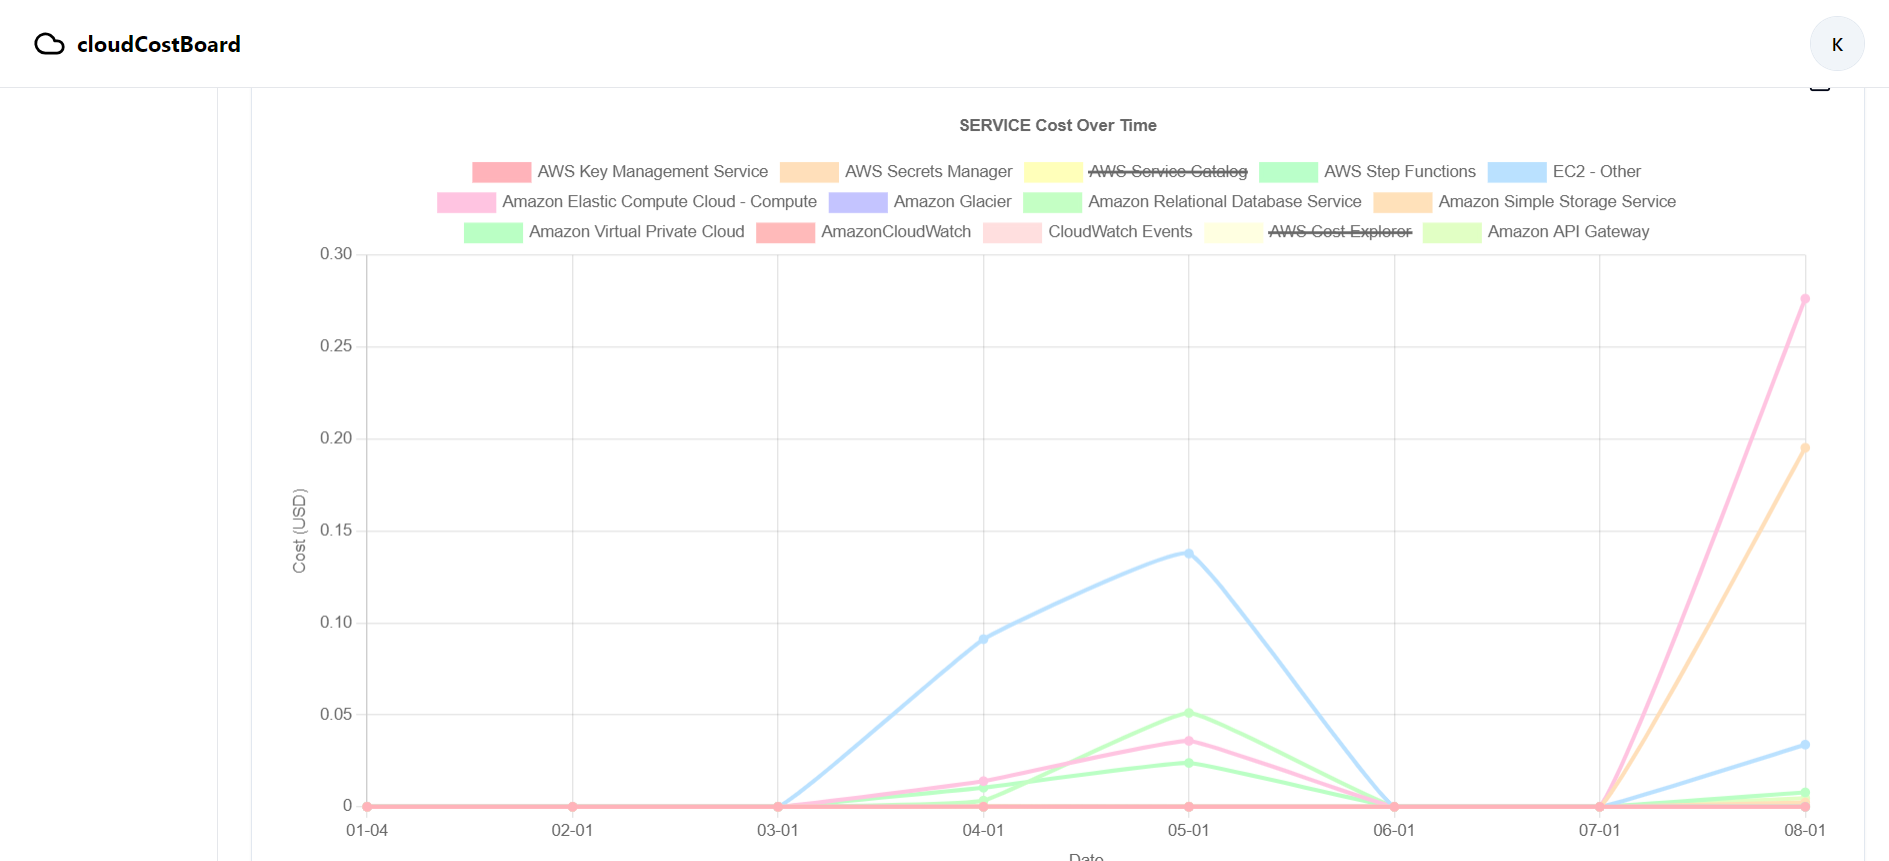 cloudCostBoard
K
SERVICE Cost Over Time
AWS Key Management Service AWS Secrets Manager AWS Service Catalog AWS Step Functions EC2 - Other
Amazon Elastic Compute Cloud - Compute Amazon Glacier Amazon Relational Database Service Amazon Simple Storage Service
Amazon Virtual Private Cloud AmazonCloudWatch CloudWatch Events AWS Cost Explorer Amazon API Gateway
0.30
0.25
0.20
0.15
0.10
0.05
0
Cost (USD)
01-04 02-01 03-01 04-01 05-01 06-01 07-01 08-01
Date